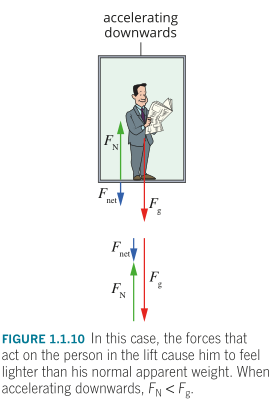 accelerating
downwards
F_N
F_net
F_g
F_net
F_N
F_g
FIGURE 1.1.10 In this case, the forces that
act on the person in the lift cause him to feel
lighter than his normal apparent weight. When
accelerating downwards, F_N < F_g.